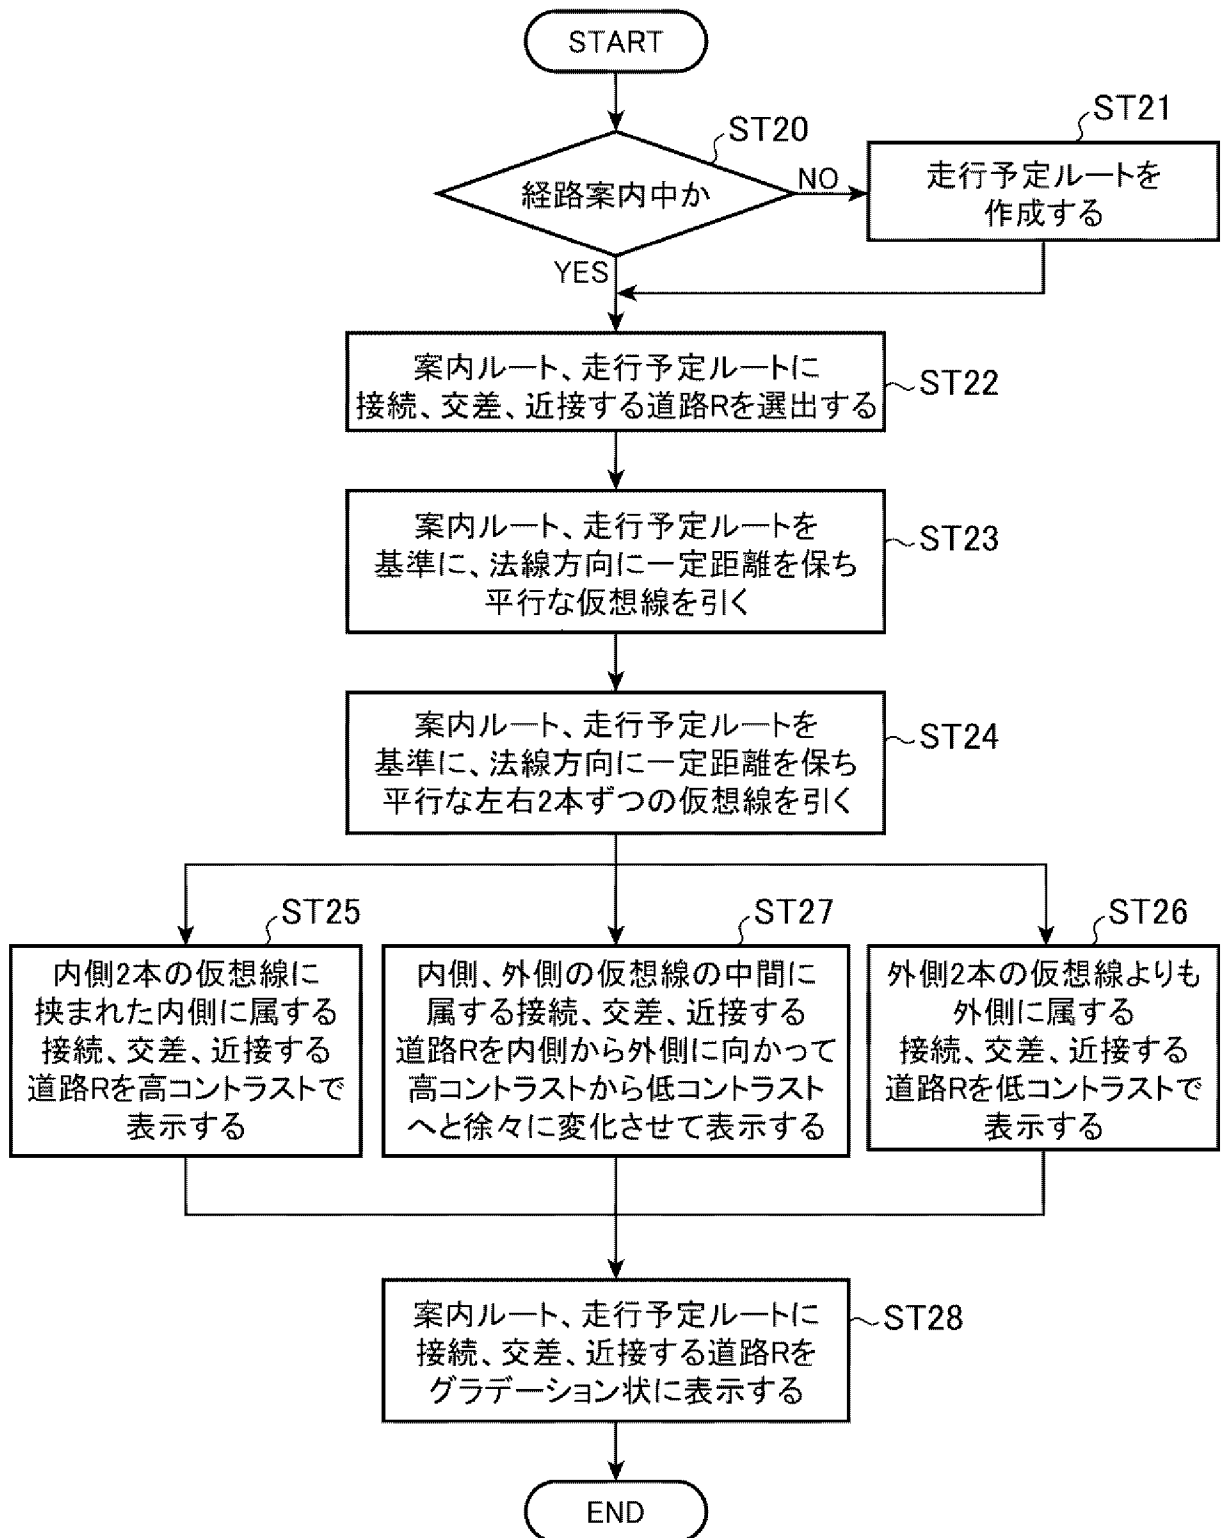 START
ST20
ST21
経路案内中か
NO
走行予定ルートを
作成する
YES
案内ルート、走行予定ルートに
接続、交差、近接する道路Rを選出する
ST22
案内ルート、走行予定ルートを
基準に、法線方向に一定距離を保ち
平行な仮想線を引く
ST23
案内ルート、走行予定ルートを
基準に、法線方向に一定距離を保ち
平行な左右2本ずつの仮想線を引く
ST24
ST25
内側2本の仮想線に
挟まれた内側に属する
接続、交差、近接する
道路Rを高コントラストで
表示する
ST27
内側、外側の仮想線の中間に
属する接続、交差、近接する
道路Rを内側から外側に向かって
高コントラストから低コントラスト
へと徐々に変化させて表示する
ST26
外側2本の仮想線よりも
外側に属する
接続、交差、近接する
道路Rを低コントラストで
表示する
案内ルート、走行予定ルートに
接続、交差、近接する道路Rを
グラデーション状に表示する
ST28
END